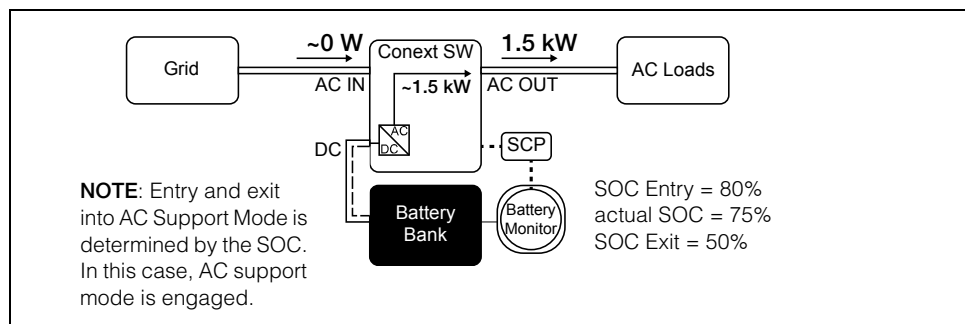 ~0 W
1.5 kW
Grid
Conext SW
AC Loads
AC IN
~1.5 kW
AC OUT
AC
DC
DC
SCP
NOTE: Entry and exit
into AC Support Mode is
determined by the SOC.
In this case, AC support
mode is engaged.
Battery
Bank
Battery
Monitor
SOC Entry = 80%
actual SOC = 75%
SOC Exit = 50%